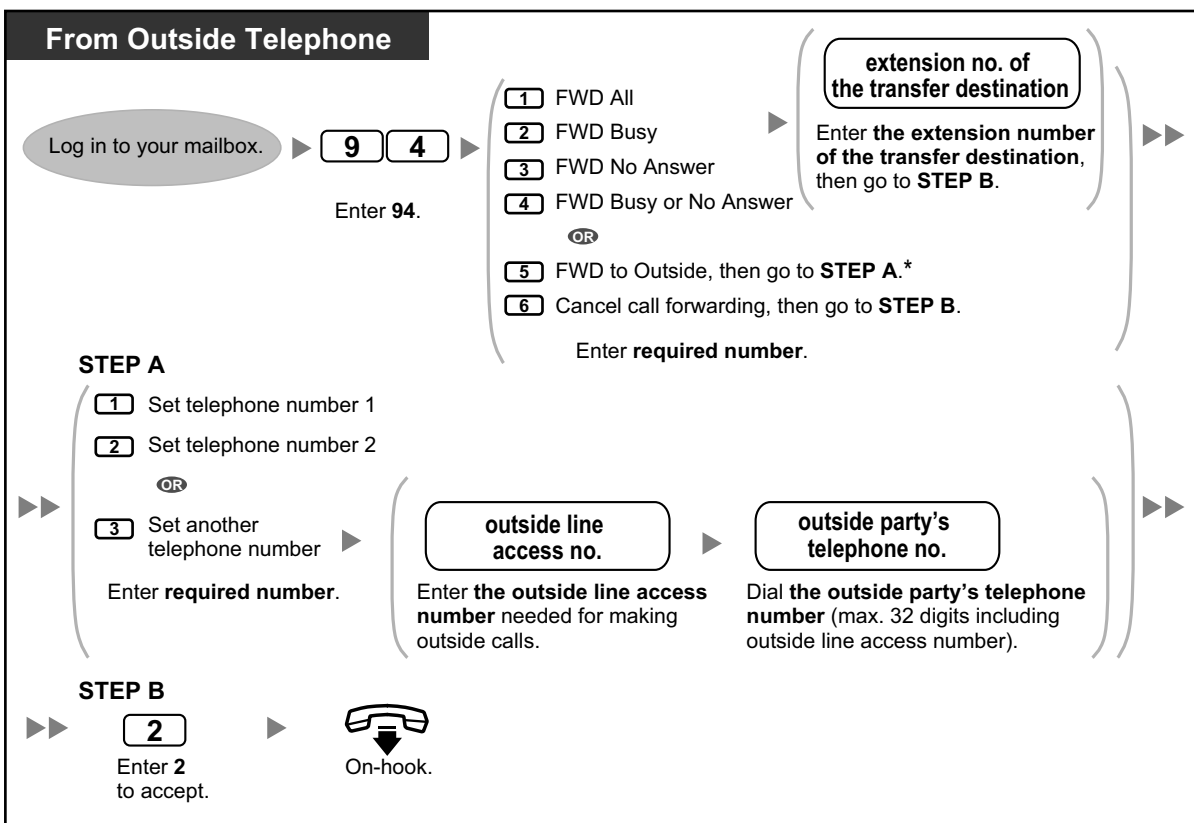 From Outside Telephone
Log in to your mailbox.
9 4
Enter 94.
1 FWD All
2 FWD Busy
3 FWD No Answer
4 FWD Busy or No Answer
OR
5 FWD to Outside, then go to STEP A.*
6 Cancel call forwarding, then go to STEP B.
Enter required number.
extension no. of
the transfer destination
Enter the extension number
of the transfer destination,
then go to STEP B.
STEP A
1 Set telephone number 1
2 Set telephone number 2
OR
3 Set another
telephone number
Enter required number.
outside line
access no.
Enter the outside line access
number needed for making
outside calls.
outside party's
telephone no.
Dial the outside party's telephone
number (max. 32 digits including
outside line access number).
STEP B
2
Enter 2
to accept.
On-hook.